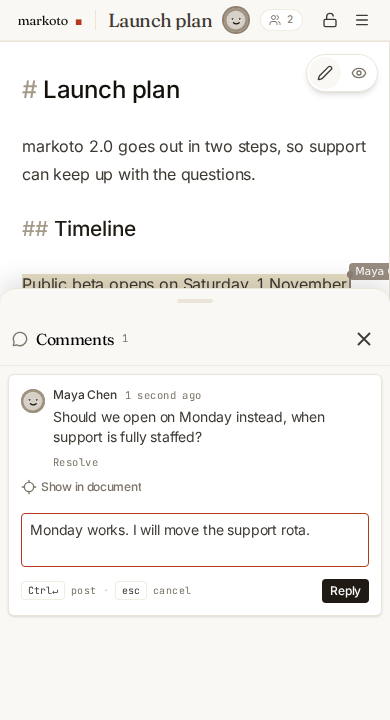 markoto
Launch plan
2
# Launch plan
markoto 2.0 goes out in two steps, so support
can keep up with the questions.
## Timeline
Maya
Public beta opens on Saturday, 1 November
Comments 1
Maya Chen 1 second ago
Should we open on Monday instead, when
support is fully staffed?
Resolve
Show in document
Monday works. I will move the support rota.
Ctrl↵ post · esc cancel
Reply